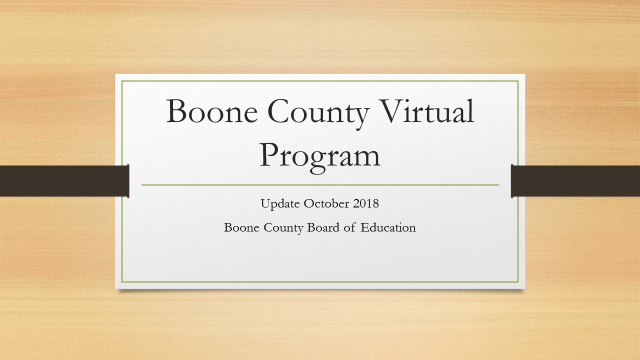 Boone County Virtual
Program
Update October 2018
Boone County Board of Education